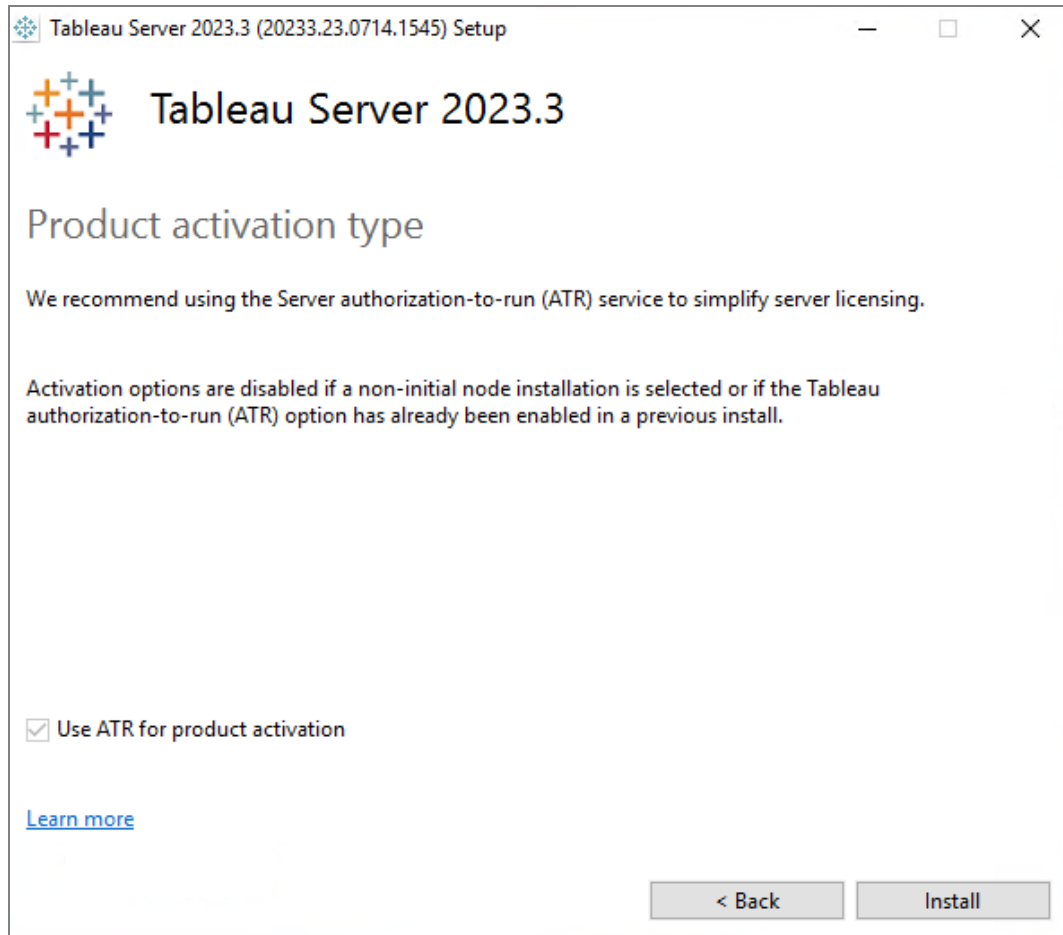 Tableau Server 2023.3 (20233.23.0714.1545) Setup
Tableau Server 2023.3
Product activation type
We recommend using the Server authorization-to-run (ATR) service to simplify server licensing.
Activation options are disabled if a non-initial node installation is selected or if the Tableau
authorization-to-run (ATR) option has already been enabled in a previous install.
Use ATR for product activation
Learn more
< Back
Install